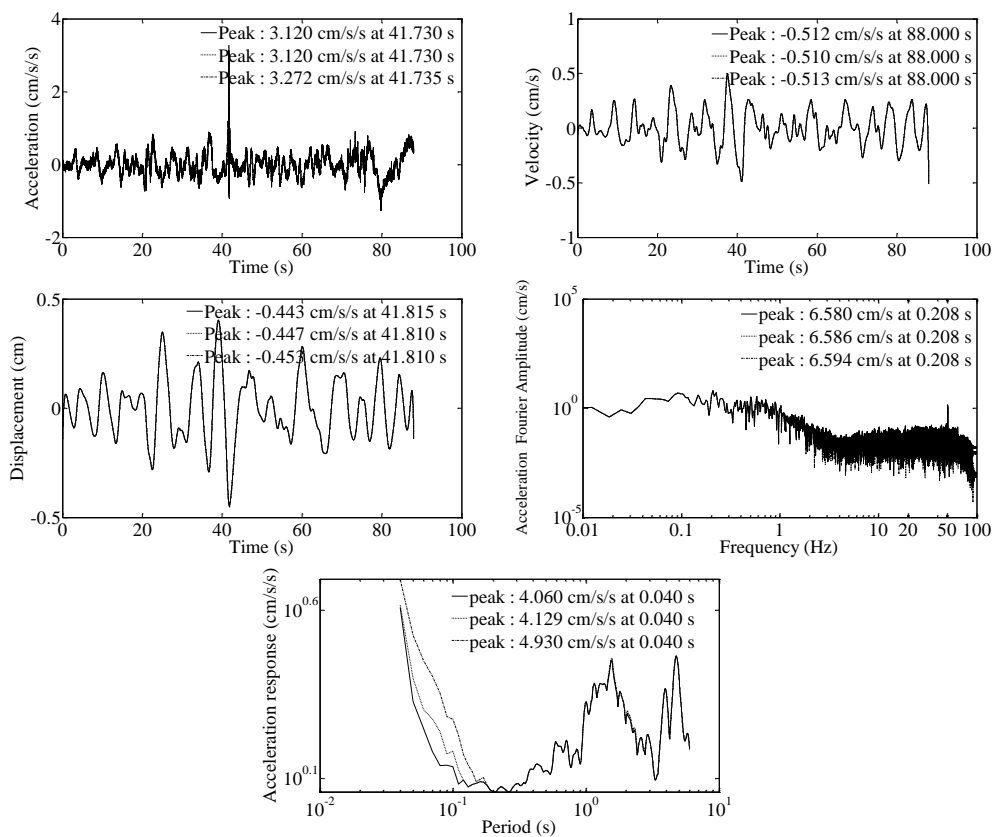 Acceleration (cm/s/s)
4
2
0
-2
Peak : 3.120 cm/s/s at 41.730 s
Peak : 3.120 cm/s/s at 41.730 s
Peak : 3.272 cm/s/s at 41.735 s
0 20 40 60 80 100
Time (s)
Velocity (cm/s)
1
0.5
0
-0.5
-1
Peak : -0.512 cm/s/s at 88.000 s
Peak : -0.510 cm/s/s at 88.000 s
Peak : -0.513 cm/s/s at 88.000 s
0 20 40 60 80 100
Time (s)
Displacement (cm)
0.5
0
-0.5
Peak : -0.443 cm/s/s at 41.815 s
Peak : -0.447 cm/s/s at 41.810 s
Peak : -0.453 cm/s/s at 41.810 s
0 20 40 60 80 100
Time (s)
Acceleration Fourier Amplitude (cm/s)
10^5
10^0
10^-5
peak : 6.580 cm/s at 0.208 s
peak : 6.586 cm/s at 0.208 s
peak : 6.594 cm/s at 0.208 s
0.01 0.1 1 10 20 50 100
Frequency (Hz)
Acceleration response (cm/s/s)
10^0.6
10^0.1
peak : 4.060 cm/s/s at 0.040 s
peak : 4.129 cm/s/s at 0.040 s
peak : 4.930 cm/s/s at 0.040 s
10^-2 10^-1 10^0 10^1
Period (s)